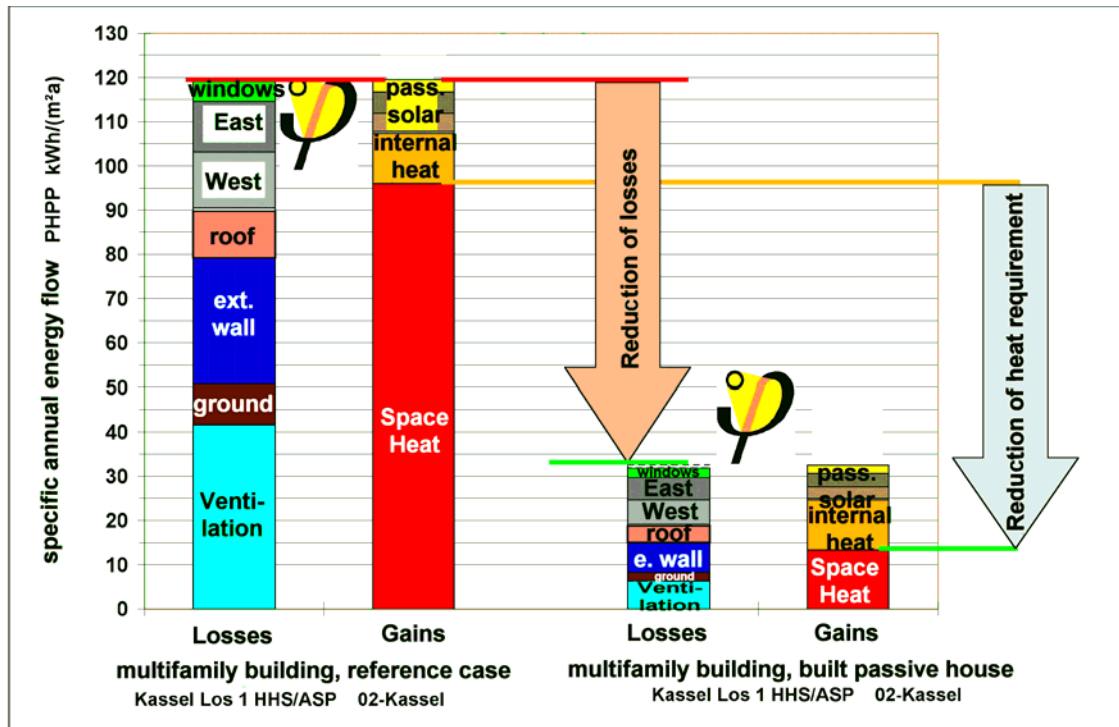 specific annual energy flow PHPP kWh/(m²a)
130
120
110
100
90
80
70
60
50
40
30
20
10
0
windows
East
West
roof
ext.
wall
ground
Venti-
lation
pass.
solar
internal
heat
Space
Heat
Reduction of losses
windows
East
West
roof
e. wall
ground
Venti-
lation
pass.
solar
internal
heat
Space
Heat
Reduction of heat requirement
Losses
Gains
Losses
Gains
multifamily building, reference case
Kassel Los 1 HHS/ASP 02-Kassel
multifamily building, built passive house
Kassel Los 1 HHS/ASP 02-Kassel